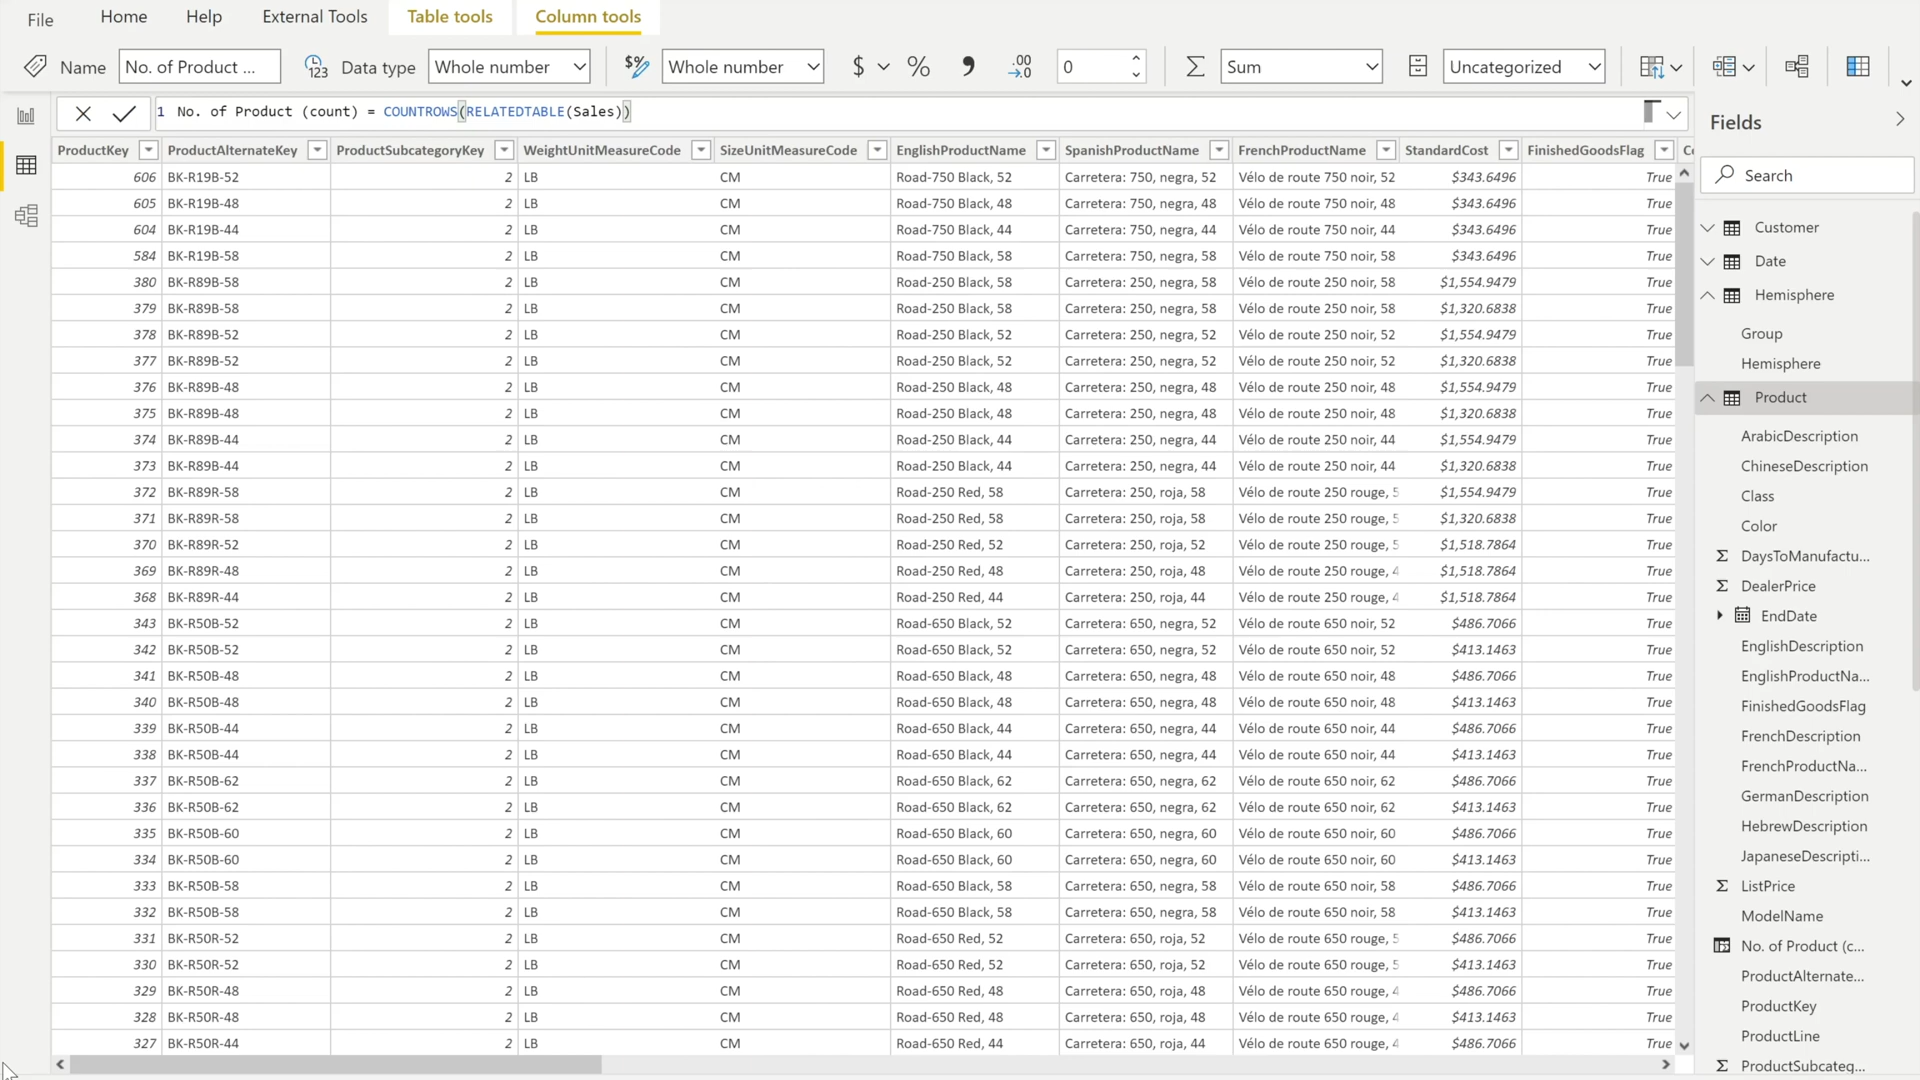 File Home Help External Tools Table tools Column tools
Name No. of Product ... Data type Whole number Whole number $ % 0 Sum Uncategorized
1 No. of Product (count) = COUNTROWS(RELATEDTABLE(Sales))
ProductKey ProductAlternateKey ProductSubcategoryKey WeightUnitMeasureCode SizeUnitMeasureCode EnglishProductName SpanishProductName FrenchProductName StandardCost FinishedGoodsFlag
606 BK-R19B-52 2 LB CM Road-750 Black, 52 Carretera: 750, negra, 52 Vélo de route 750 noir, 52 $343.6496 True
605 BK-R19B-48 2 LB CM Road-750 Black, 48 Carretera: 750, negra, 48 Vélo de route 750 noir, 48 $343.6496 True
604 BK-R19B-44 2 LB CM Road-750 Black, 44 Carretera: 750, negra, 44 Vélo de route 750 noir, 44 $343.6496 True
584 BK-R19B-58 2 LB CM Road-750 Black, 58 Carretera: 750, negra, 58 Vélo de route 750 noir, 58 $343.6496 True
380 BK-R89B-58 2 LB CM Road-250 Black, 58 Carretera: 250, negra, 58 Vélo de route 250 noir, 58 $1,554.9479 True
379 BK-R89B-58 2 LB CM Road-250 Black, 58 Carretera: 250, negra, 58 Vélo de route 250 noir, 58 $1,320.6838 True
378 BK-R89B-52 2 LB CM Road-250 Black, 52 Carretera: 250, negra, 52 Vélo de route 250 noir, 52 $1,554.9479 True
377 BK-R89B-52 2 LB CM Road-250 Black, 52 Carretera: 250, negra, 52 Vélo de route 250 noir, 52 $1,320.6838 True
376 BK-R89B-48 2 LB CM Road-250 Black, 48 Carretera: 250, negra, 48 Vélo de route 250 noir, 48 $1,554.9479 True
375 BK-R89B-48 2 LB CM Road-250 Black, 48 Carretera: 250, negra, 48 Vélo de route 250 noir, 48 $1,320.6838 True
374 BK-R89B-44 2 LB CM Road-250 Black, 44 Carretera: 250, negra, 44 Vélo de route 250 noir, 44 $1,554.9479 True
373 BK-R89B-44 2 LB CM Road-250 Black, 44 Carretera: 250, negra, 44 Vélo de route 250 noir, 44 $1,320.6838 True
372 BK-R89R-58 2 LB CM Road-250 Red, 58 Carretera: 250, roja, 58 Vélo de route 250 rouge, 5 $1,554.9479 True
371 BK-R89R-58 2 LB CM Road-250 Red, 58 Carretera: 250, roja, 58 Vélo de route 250 rouge, 5 $1,320.6838 True
370 BK-R89R-52 2 LB CM Road-250 Red, 52 Carretera: 250, roja, 52 Vélo de route 250 rouge, 5 $1,518.7864 True
369 BK-R89R-48 2 LB CM Road-250 Red, 48 Carretera: 250, roja, 48 Vélo de route 250 rouge, 4 $1,518.7864 True
368 BK-R89R-44 2 LB CM Road-250 Red, 44 Carretera: 250, roja, 44 Vélo de route 250 rouge, 4 $1,518.7864 True
343 BK-R50B-52 2 LB CM Road-650 Black, 52 Carretera: 650, negra, 52 Vélo de route 650 noir, 52 $486.7066 True
342 BK-R50B-52 2 LB CM Road-650 Black, 52 Carretera: 650, negra, 52 Vélo de route 650 noir, 52 $413.1463 True
341 BK-R50B-48 2 LB CM Road-650 Black, 48 Carretera: 650, negra, 48 Vélo de route 650 noir, 48 $486.7066 True
340 BK-R50B-48 2 LB CM Road-650 Black, 48 Carretera: 650, negra, 48 Vélo de route 650 noir, 48 $413.1463 True
339 BK-R50B-44 2 LB CM Road-650 Black, 44 Carretera: 650, negra, 44 Vélo de route 650 noir, 44 $486.7066 True
338 BK-R50B-44 2 LB CM Road-650 Black, 44 Carretera: 650, negra, 44 Vélo de route 650 noir, 44 $413.1463 True
337 BK-R50B-62 2 LB CM Road-650 Black, 62 Carretera: 650, negra, 62 Vélo de route 650 noir, 62 $486.7066 True
336 BK-R50B-62 2 LB CM Road-650 Black, 62 Carretera: 650, negra, 62 Vélo de route 650 noir, 62 $413.1463 True
335 BK-R50B-60 2 LB CM Road-650 Black, 60 Carretera: 650, negra, 60 Vélo de route 650 noir, 60 $486.7066 True
334 BK-R50B-60 2 LB CM Road-650 Black, 60 Carretera: 650, negra, 60 Vélo de route 650 noir, 60 $413.1463 True
333 BK-R50B-58 2 LB CM Road-650 Black, 58 Carretera: 650, negra, 58 Vélo de route 650 noir, 58 $486.7066 True
332 BK-R50B-58 2 LB CM Road-650 Black, 58 Carretera: 650, negra, 58 Vélo de route 650 noir, 58 $413.1463 True
331 BK-R50R-52 2 LB CM Road-650 Red, 52 Carretera: 650, roja, 52 Vélo de route 650 rouge, 5 $486.7066 True
330 BK-R50R-52 2 LB CM Road-650 Red, 52 Carretera: 650, roja, 52 Vélo de route 650 rouge, 5 $413.1463 True
329 BK-R50R-48 2 LB CM Road-650 Red, 48 Carretera: 650, roja, 48 Vélo de route 650 rouge, 4 $486.7066 True
328 BK-R50R-48 2 LB CM Road-650 Red, 48 Carretera: 650, roja, 48 Vélo de route 650 rouge, 4 $413.1463 True
327 BK-R50R-44 2 LB CM Road-650 Red, 44 Carretera: 650, roja, 44 Vélo de route 650 rouge, 4 $486.7066 True
Fields
Search
Customer
Date
Hemisphere
Group
Hemisphere
Product
ArabicDescription
ChineseDescription
Class
Color
DaysToManufactu...
DealerPrice
EndDate
EnglishDescription
EnglishProductNa...
FinishedGoodsFlag
FrenchDescription
FrenchProductNa...
GermanDescription
HebrewDescription
JapaneseDescripti...
ListPrice
ModelName
No. of Product (c...
ProductAlternate...
ProductKey
ProductLine
ProductSubcateg...